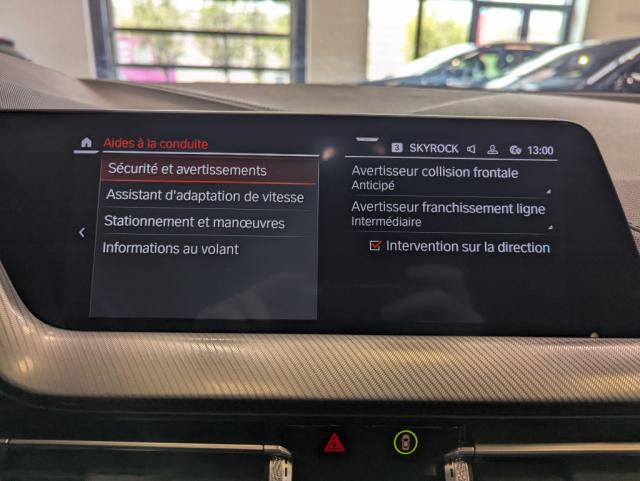 Aides à la conduite
3 SKYROCK 13:00
Sécurité et avertissements
Assistant d'adaptation de vitesse
Stationnement et manœuvres
Informations au volant
Avertisseur collision frontale
Anticipé
Avertisseur franchissement ligne
Intermédiaire
Intervention sur la direction